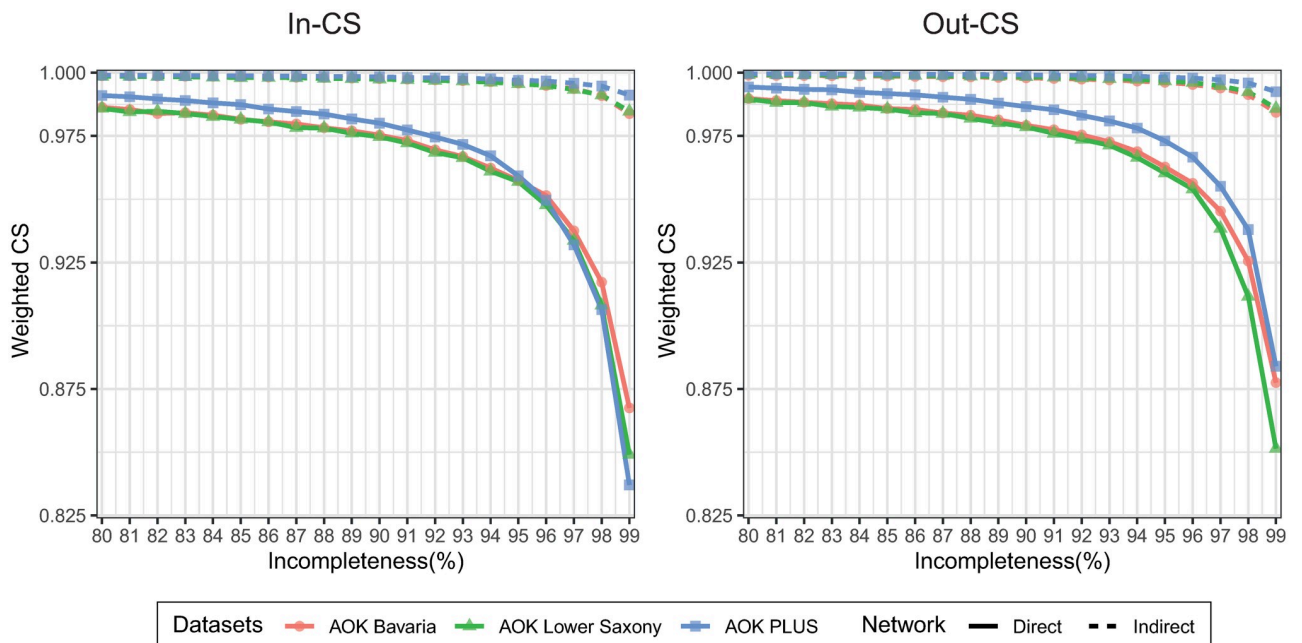 In-CS
Out-CS
Weighted CS
1.000
0.975
0.925
0.875
0.825
80 81 82 83 84 85 86 87 88 89 90 91 92 93 94 95 96 97 98 99
Incompleteness(%)
Weighted CS
1.000
0.975
0.925
0.875
0.825
80 81 82 83 84 85 86 87 88 89 90 91 92 93 94 95 96 97 98 99
Incompleteness(%)
Datasets AOK Bavaria AOK Lower Saxony AOK PLUS Network Direct Indirect